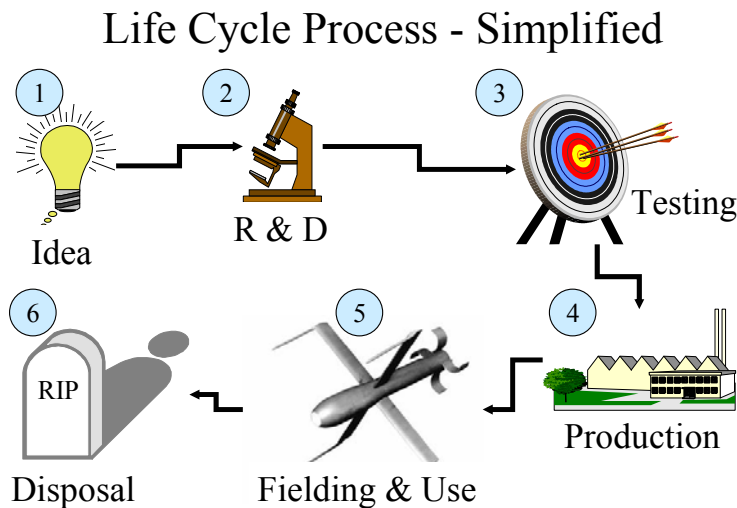 Life Cycle Process - Simplified
1
2
3
Idea
R & D
Testing
6
5
4
RIP
Disposal
Fielding & Use
Production